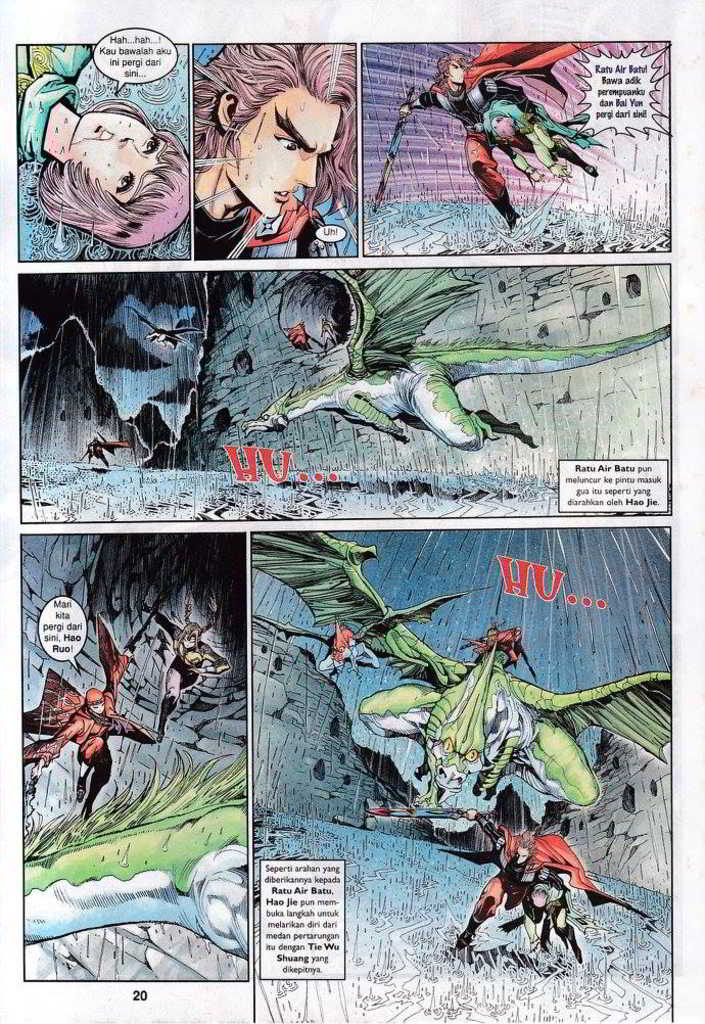 Hah...hah...!
Kau bawalah aku
ini pergi dari
sini...
Uh!
Ratu Air Batu!
Bawa adik
perempuanku
dan Bai Yun
pergi dari sini!
HU...
Ratu Air Batu pun
meluncur ke pintu masuk
gua itu seperti yang
diarahkan oleh Hao Jie.
Mari
kita
pergi dari
sini, Hao
Ruo!
HU...
Seperti arahan yang
diberikannya kepada
Ratu Air Batu,
Hao Jie pun mem-
buka langkah untuk
melarikan diri dari
medan pertarungan
itu dengan Tie Wu
Shuang yang
dikepitnya.
20